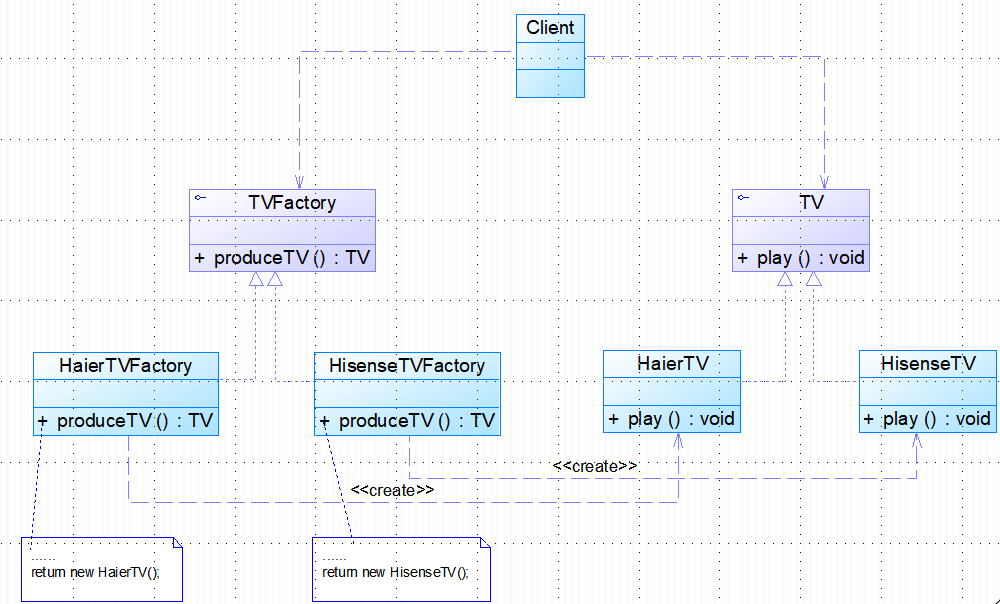 Client
TVFactory
+ produceTV () : TV
TV
+ play () : void
HaierTVFactory
+ produceTV () : TV
HisenseTVFactory
+ produceTV () : TV
HaierTV
+ play () : void
HisenseTV
+ play () : void
<<create>>
<<create>>
......
return new HaierTV();
......
return new HisenseTV();